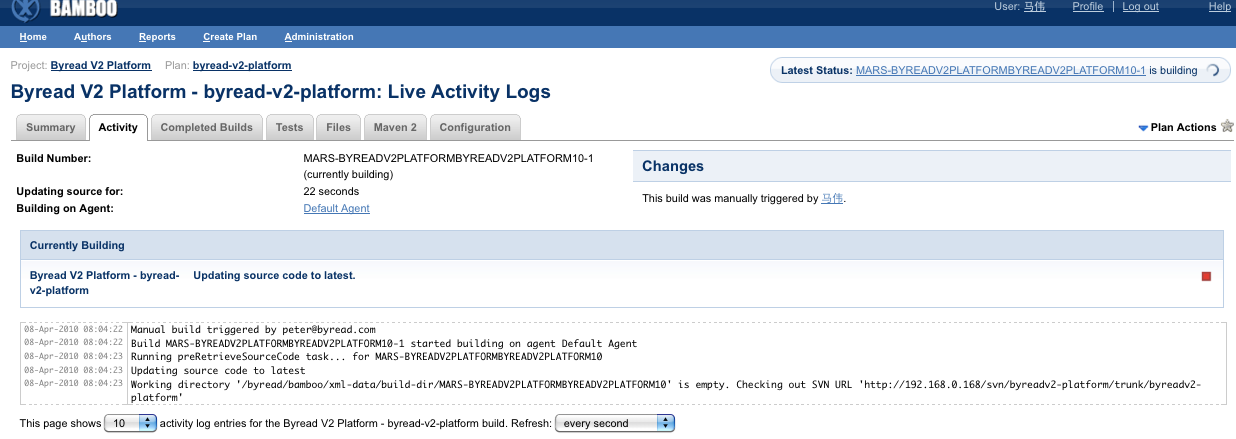 BAMBOO
User: 马伟 Profile | Log out Help
Home Authors Reports Create Plan Administration
Project: Byread V2 Platform Plan: byread-v2-platform
Latest Status: MARS-BYREADV2PLATFORMBYREADV2PLATFORM10-1 is building
Byread V2 Platform - byread-v2-platform: Live Activity Logs
Summary Activity Completed Builds Tests Files Maven 2 Configuration
Plan Actions
Build Number: MARS-BYREADV2PLATFORMBYREADV2PLATFORM10-1
(currently building)
Updating source for: 22 seconds
Building on Agent: Default Agent
Changes
This build was manually triggered by 马伟.
Currently Building
Byread V2 Platform - byread- Updating source code to latest.
v2-platform
08-Apr-2010 08:04:22 Manual build triggered by peter@byread.com
08-Apr-2010 08:04:22 Build MARS-BYREADV2PLATFORMBYREADV2PLATFORM10-1 started building on agent Default Agent
08-Apr-2010 08:04:23 Running preRetrieveSourceCode task... for MARS-BYREADV2PLATFORMBYREADV2PLATFORM10
08-Apr-2010 08:04:23 Updating source code to latest
08-Apr-2010 08:04:23 Working directory '/byread/bamboo/xml-data/build-dir/MARS-BYREADV2PLATFORMBYREADV2PLATFORM10' is empty. Checking out SVN URL 'http://192.168.0.168/svn/byreadv2-platform/trunk/byreadv2-
platform'
This page shows 10 activity log entries for the Byread V2 Platform - byread-v2-platform build. Refresh: every second